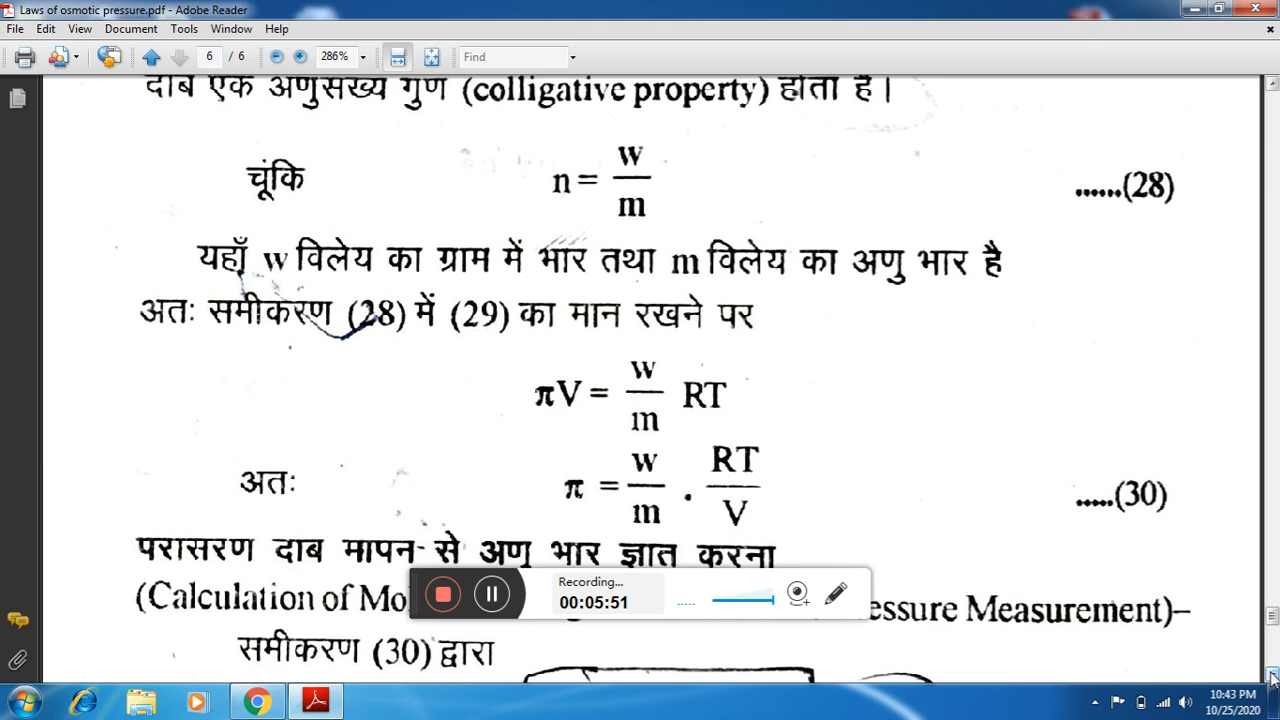 Laws of osmotic pressure.pdf - Adobe Reader
File Edit View Document Tools Window Help
6 / 6 286% Find
दाब एक अणुसंख्य गुण (colligative property) होता है।
चूंकि n = w/m ......(28)
यहाँ w विलेय का ग्राम में भार तथा m विलेय का अणु भार है
अतः समीकरण (28) में (29) का मान रखने पर
πV = w/m RT
अतः π = w/m . RT/V .....(30)
परासरण दाब मापन से अणु भार ज्ञात करना
(Calculation of Mo essure Measurement)–
समीकरण (30) द्वारा
Recording...
00:05:51
10:43 PM
10/25/2020